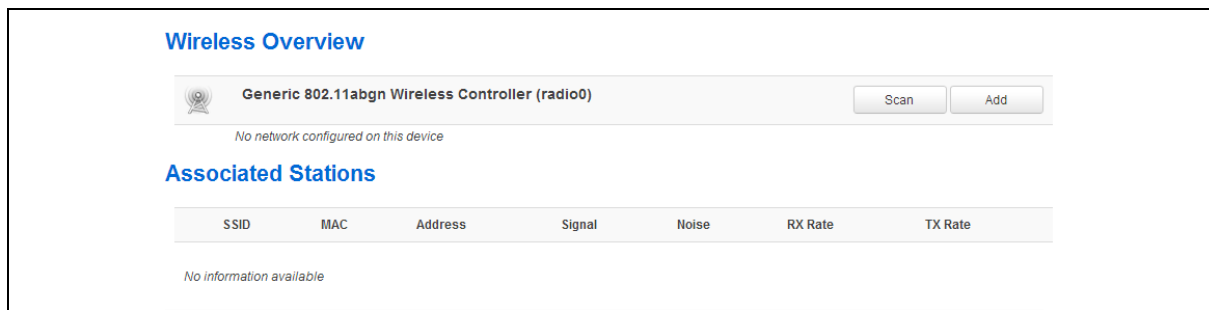 Wireless Overview
Generic 802.11abgn Wireless Controller (radio0) Scan Add
No network configured on this device
Associated Stations
SSID MAC Address Signal Noise RX Rate TX Rate
No information available